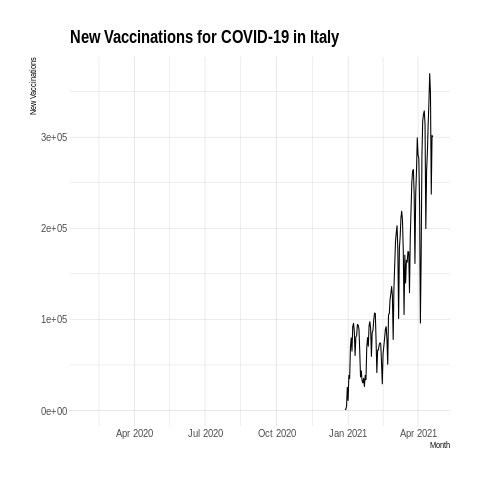 New Vaccinations for COVID-19 in Italy
New Vaccinations
3e+05
2e+05
1e+05
0e+00
Apr 2020 Jul 2020 Oct 2020 Jan 2021 Apr 2021
Month